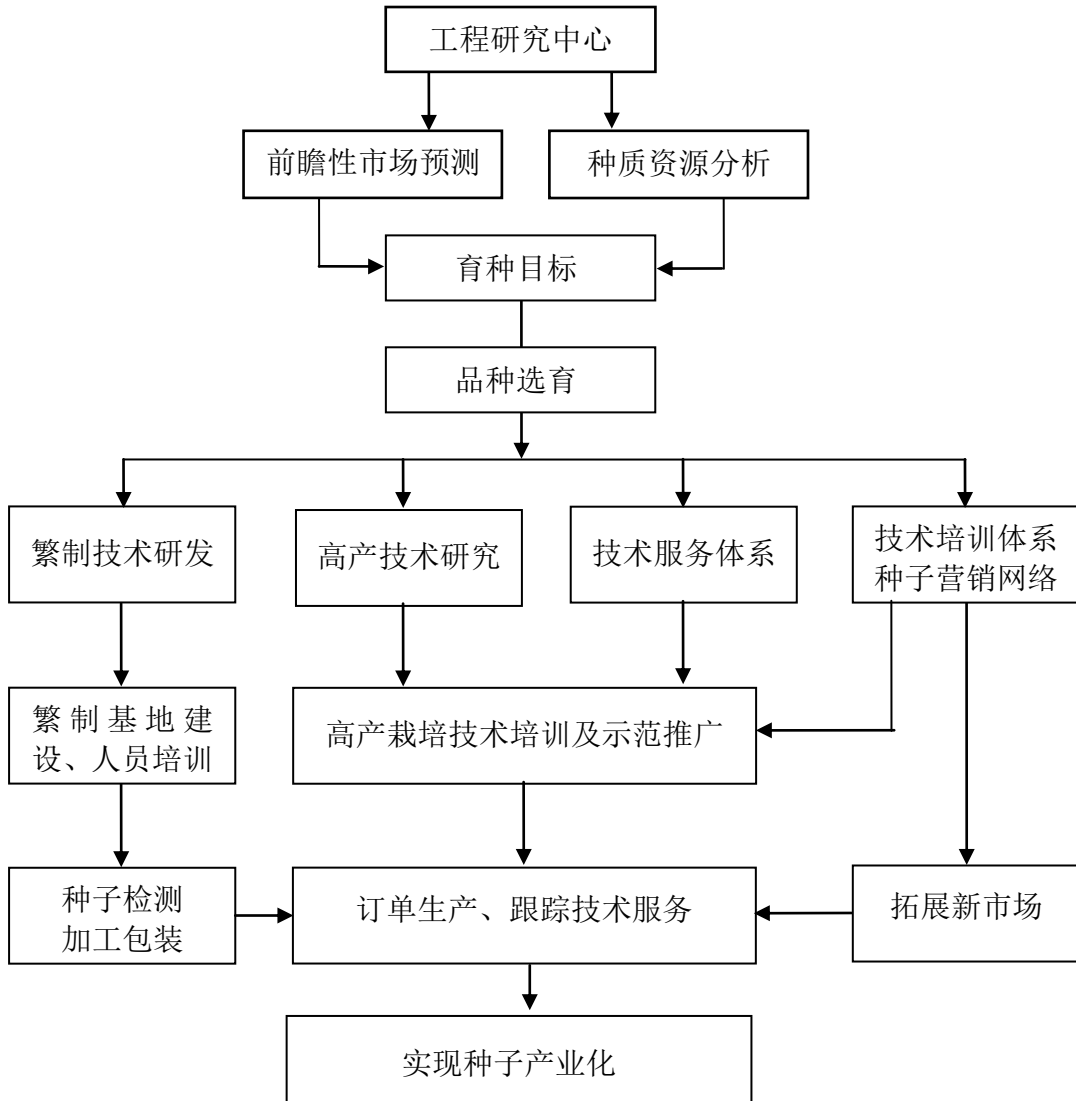 工程研究中心
前瞻性市场预测
种质资源分析
育种目标
品种选育
繁制技术研发
高产技术研究
技术服务体系
技术培训体系
种子营销网络
繁制基地建
设、人员培训
高产栽培技术培训及示范推广
种子检测
加工包装
订单生产、跟踪技术服务
拓展新市场
实现种子产业化